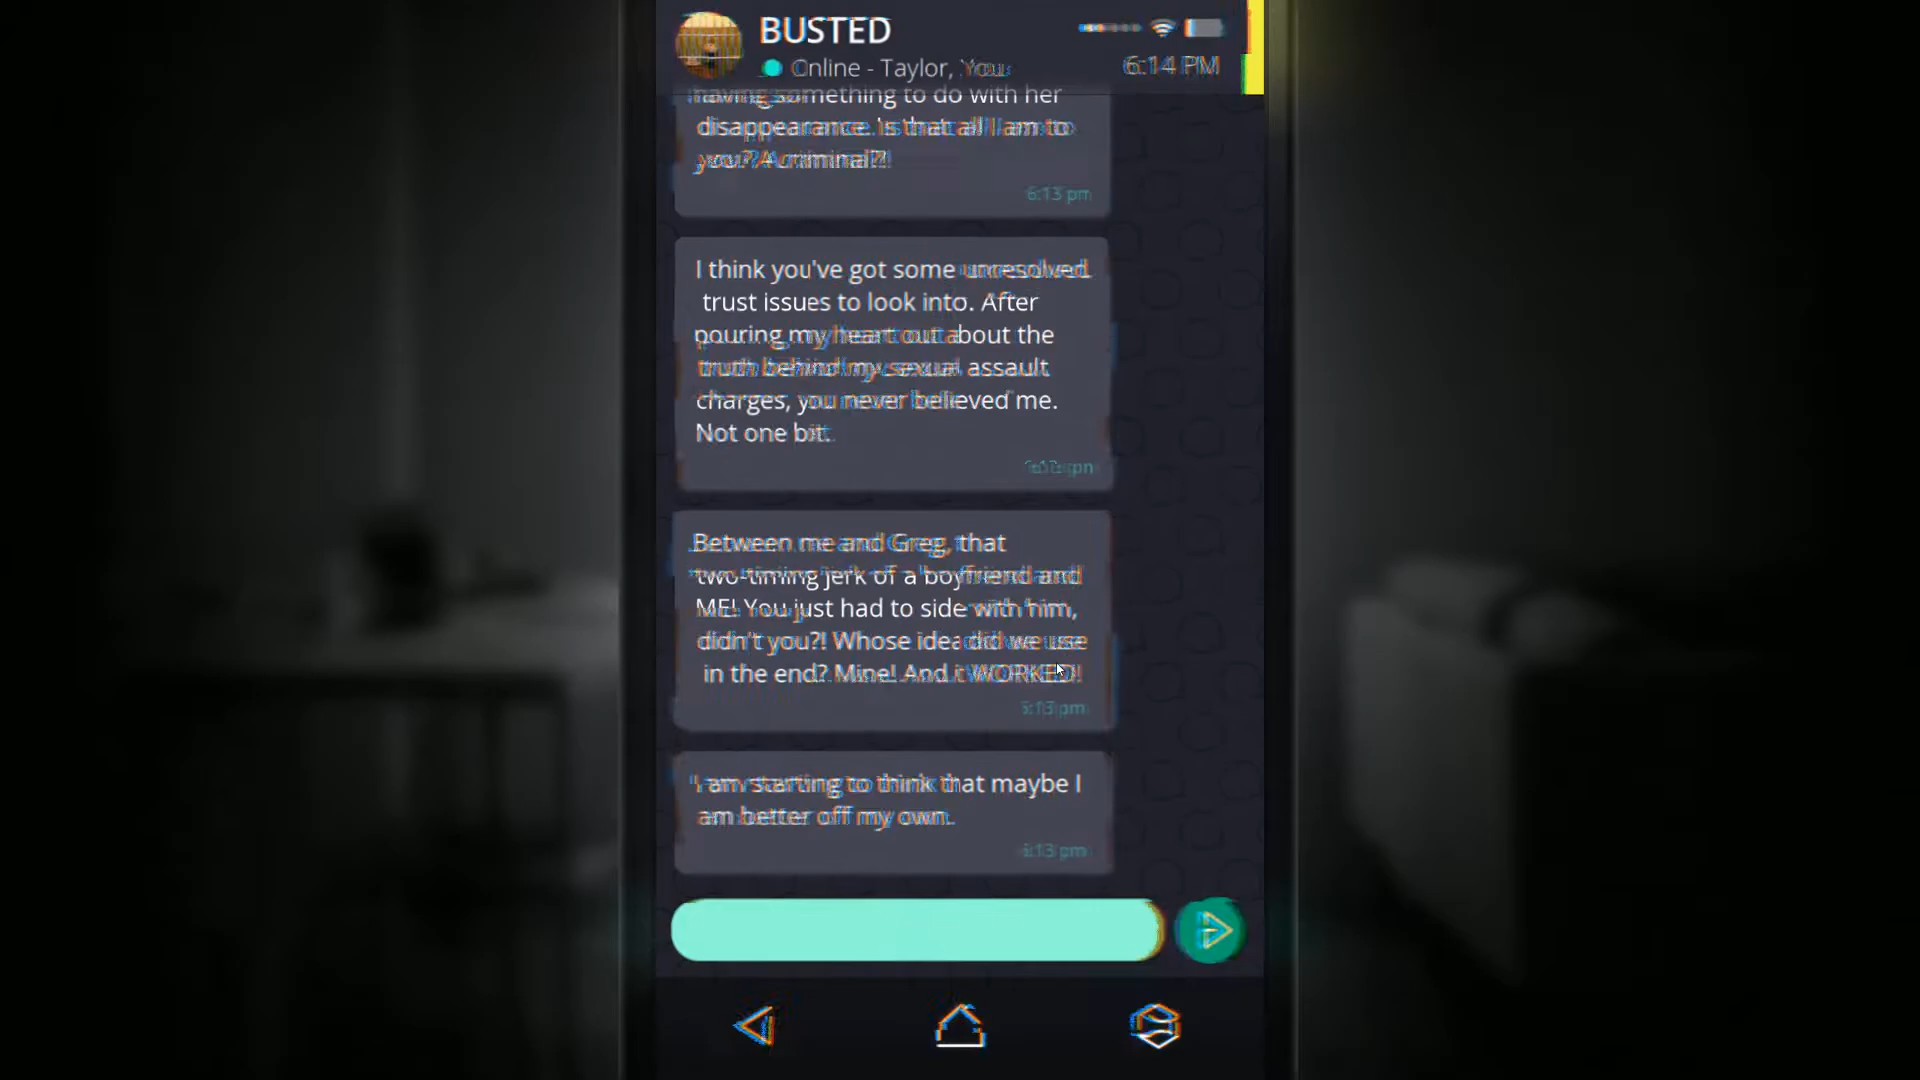 BUSTED
Online - Taylor, You
6:14 PM
having something to do with her
disappearance. Is that all I am to
you? A criminal?!
6:13 pm
I think you've got some unresolved
trust issues to look into. After
pouring my heart out about the
truth behind my sexual assault
charges, you never believed me.
Not one bit.
6:13 pm
Between me and Greg, that
two-timing jerk of a boyfriend and
ME! You just had to side with him,
didn't you?! Whose idea did we use
in the end? Mine! And it WORKED!
6:13 pm
I am starting to think that maybe I
am better off my own.
6:13 pm